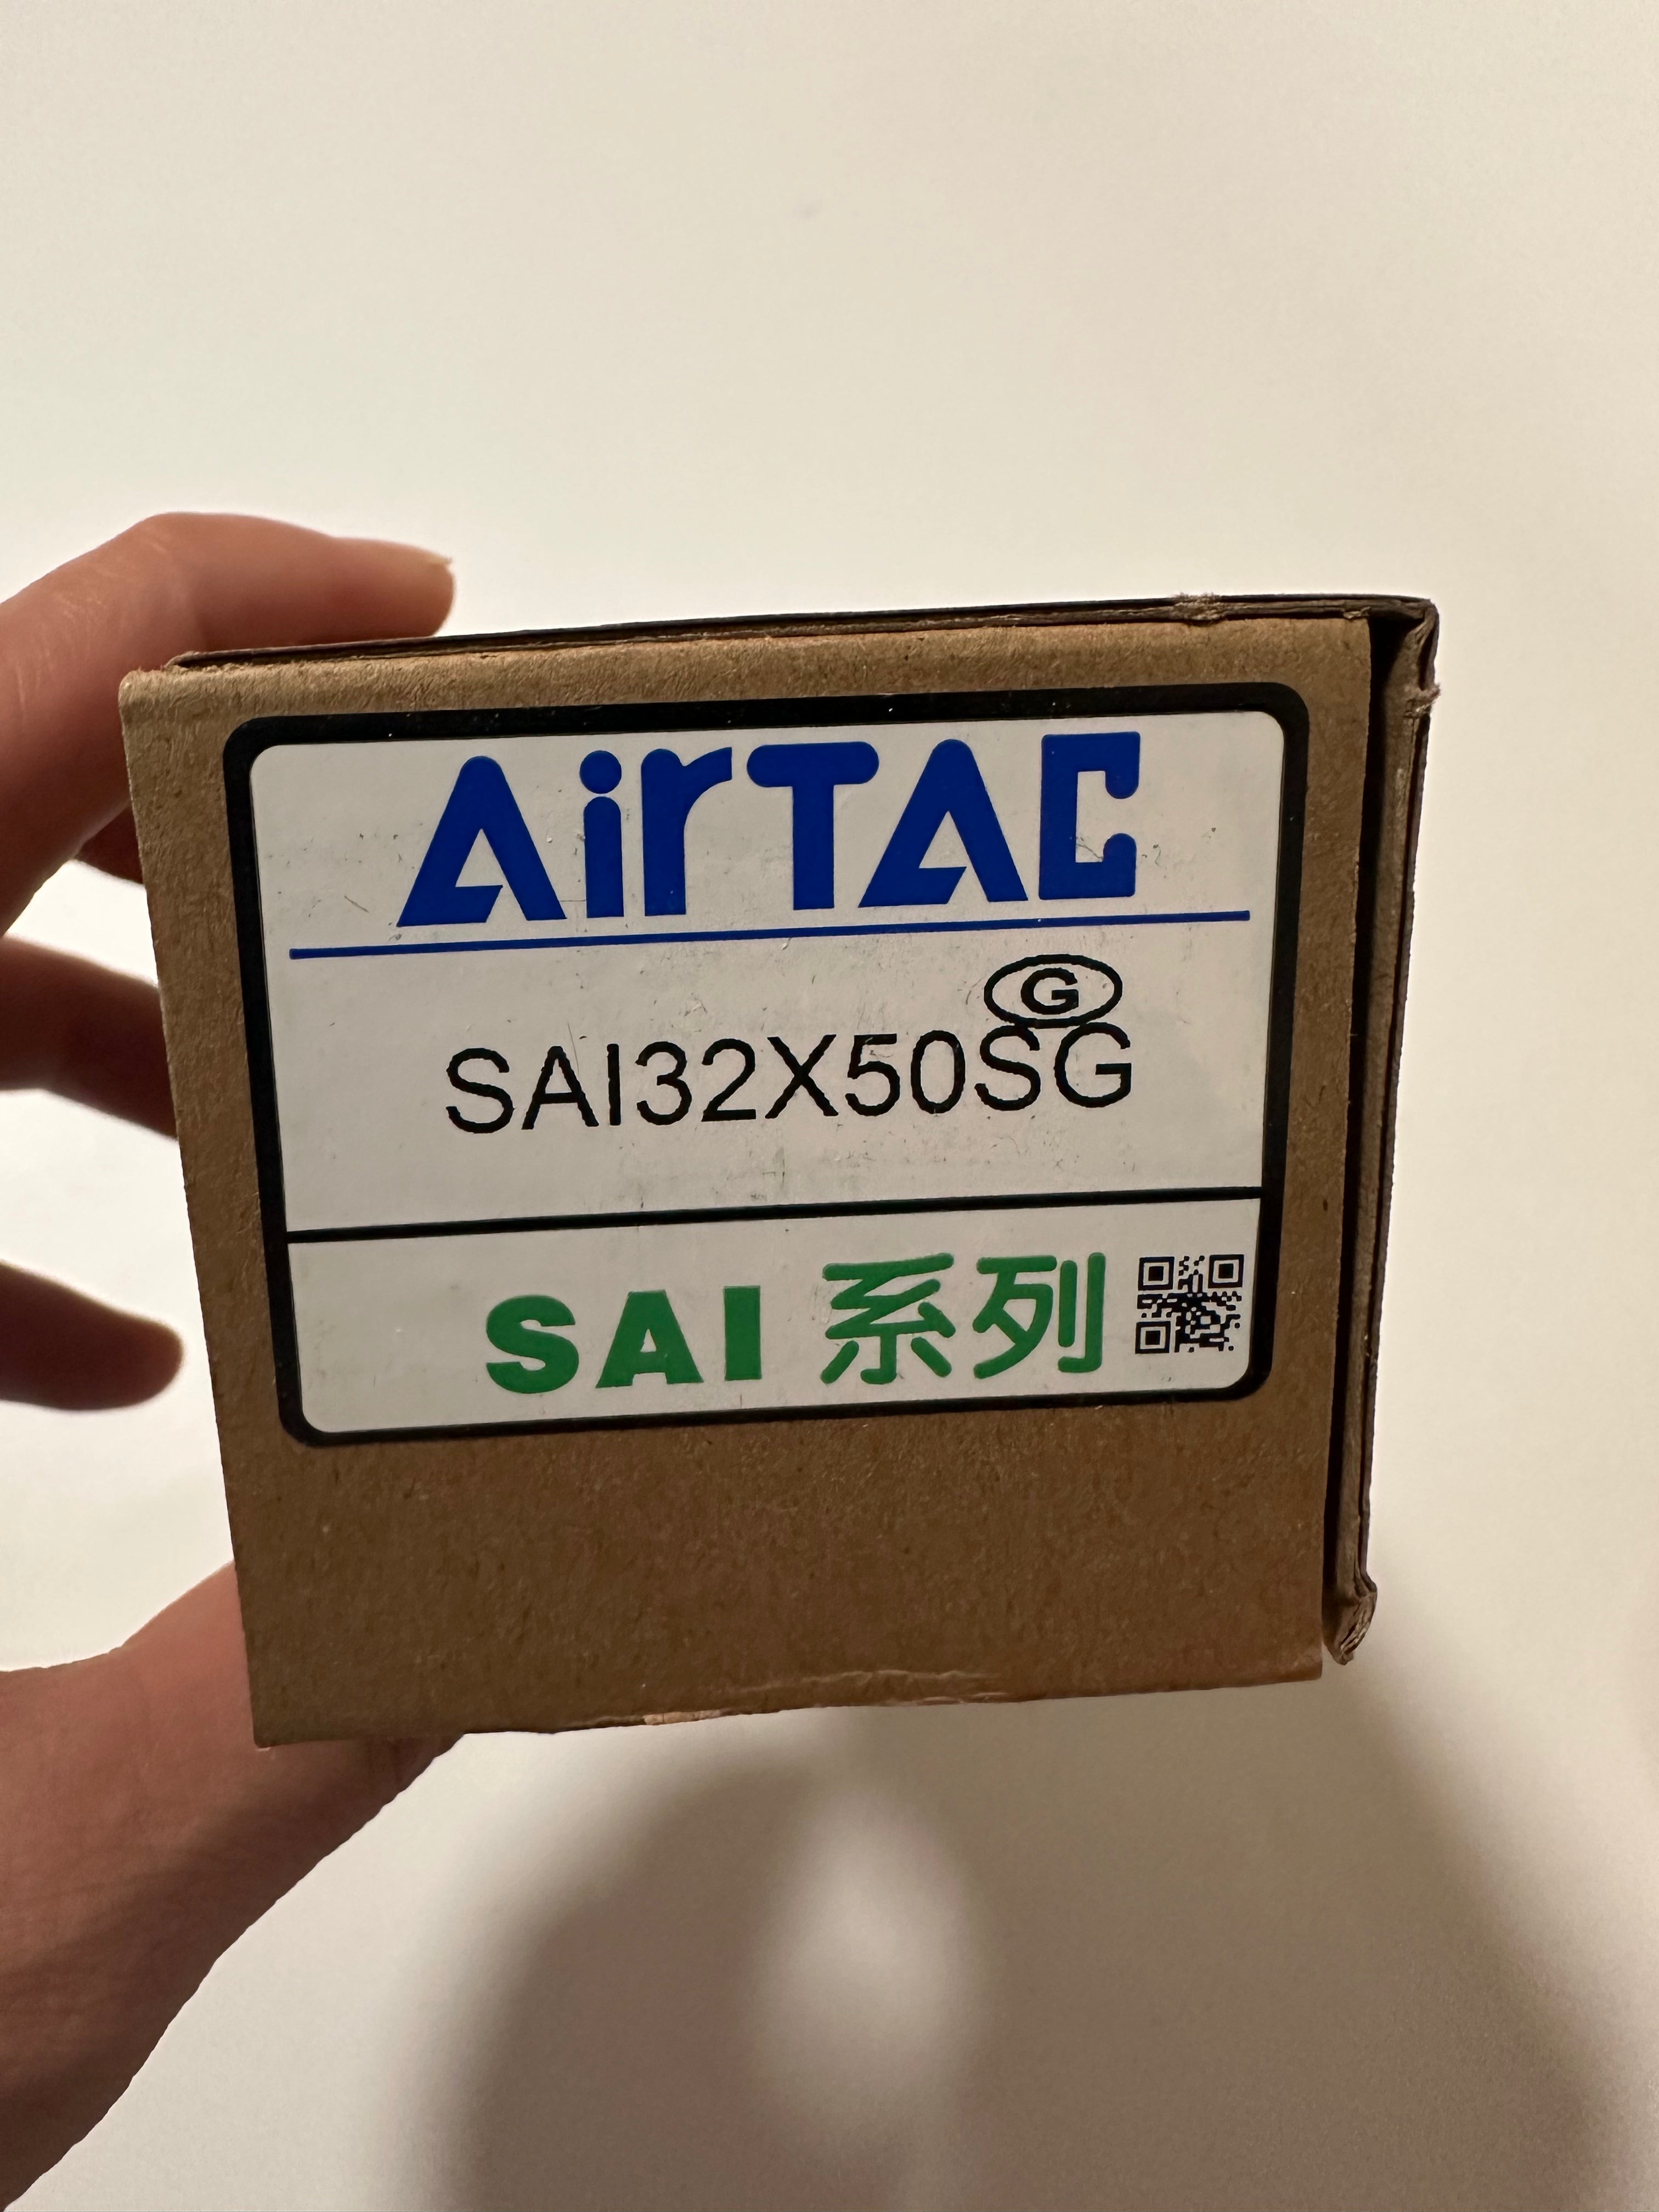 AirTAC
G
SAI32X50SG
SAI 系列